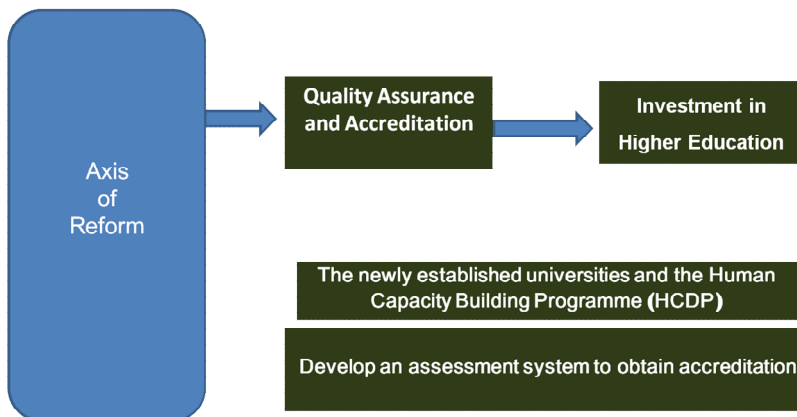 Axis
of
Reform
Quality Assurance
and Accreditation
Investment in
Higher Education
The newly established universities and the Human
Capacity Building Programme (HCDP)
Develop an assessment system to obtain accreditation